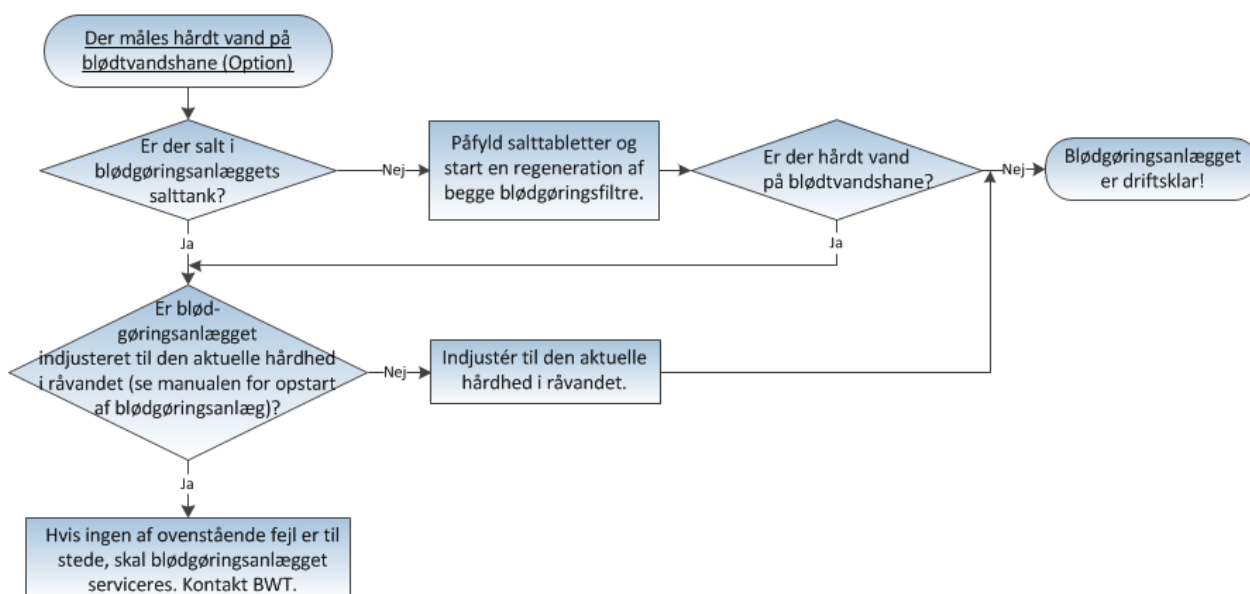 Der måles hårdt vand på
blødtvandshane (Option)
Er der salt i
blødgøringsanlæggets
salttank?
Nej
Påfyld salttabletter og
start en regeneration af
begge blødgøringsfiltre.
Er der hårdt vand
på blødtvandshane?
Nej
Blødgøringsanlægget
er driftsklar!
Ja
Ja
Er blød-
gøringsanlægget
indjusteret til den aktuelle hårdhed
i råvandet (se manualen for opstart
af blødgøringsanlæg)?
Nej
Indjustér til den aktuelle
hårdhed i råvandet.
Ja
Hvis ingen af ovenstående fejl er til
stede, skal blødgøringsanlægget
serviceres. Kontakt BWT.